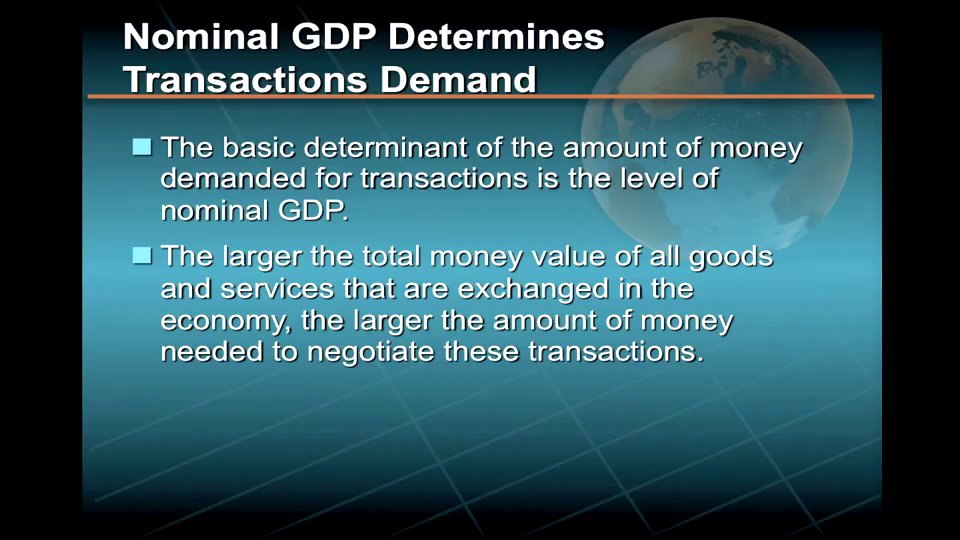 Nominal GDP Determines
Transactions Demand
The basic determinant of the amount of money
demanded for transactions is the level of
nominal GDP.
The larger the total money value of all goods
and services that are exchanged in the
economy, the larger the amount of money
needed to negotiate these transactions.